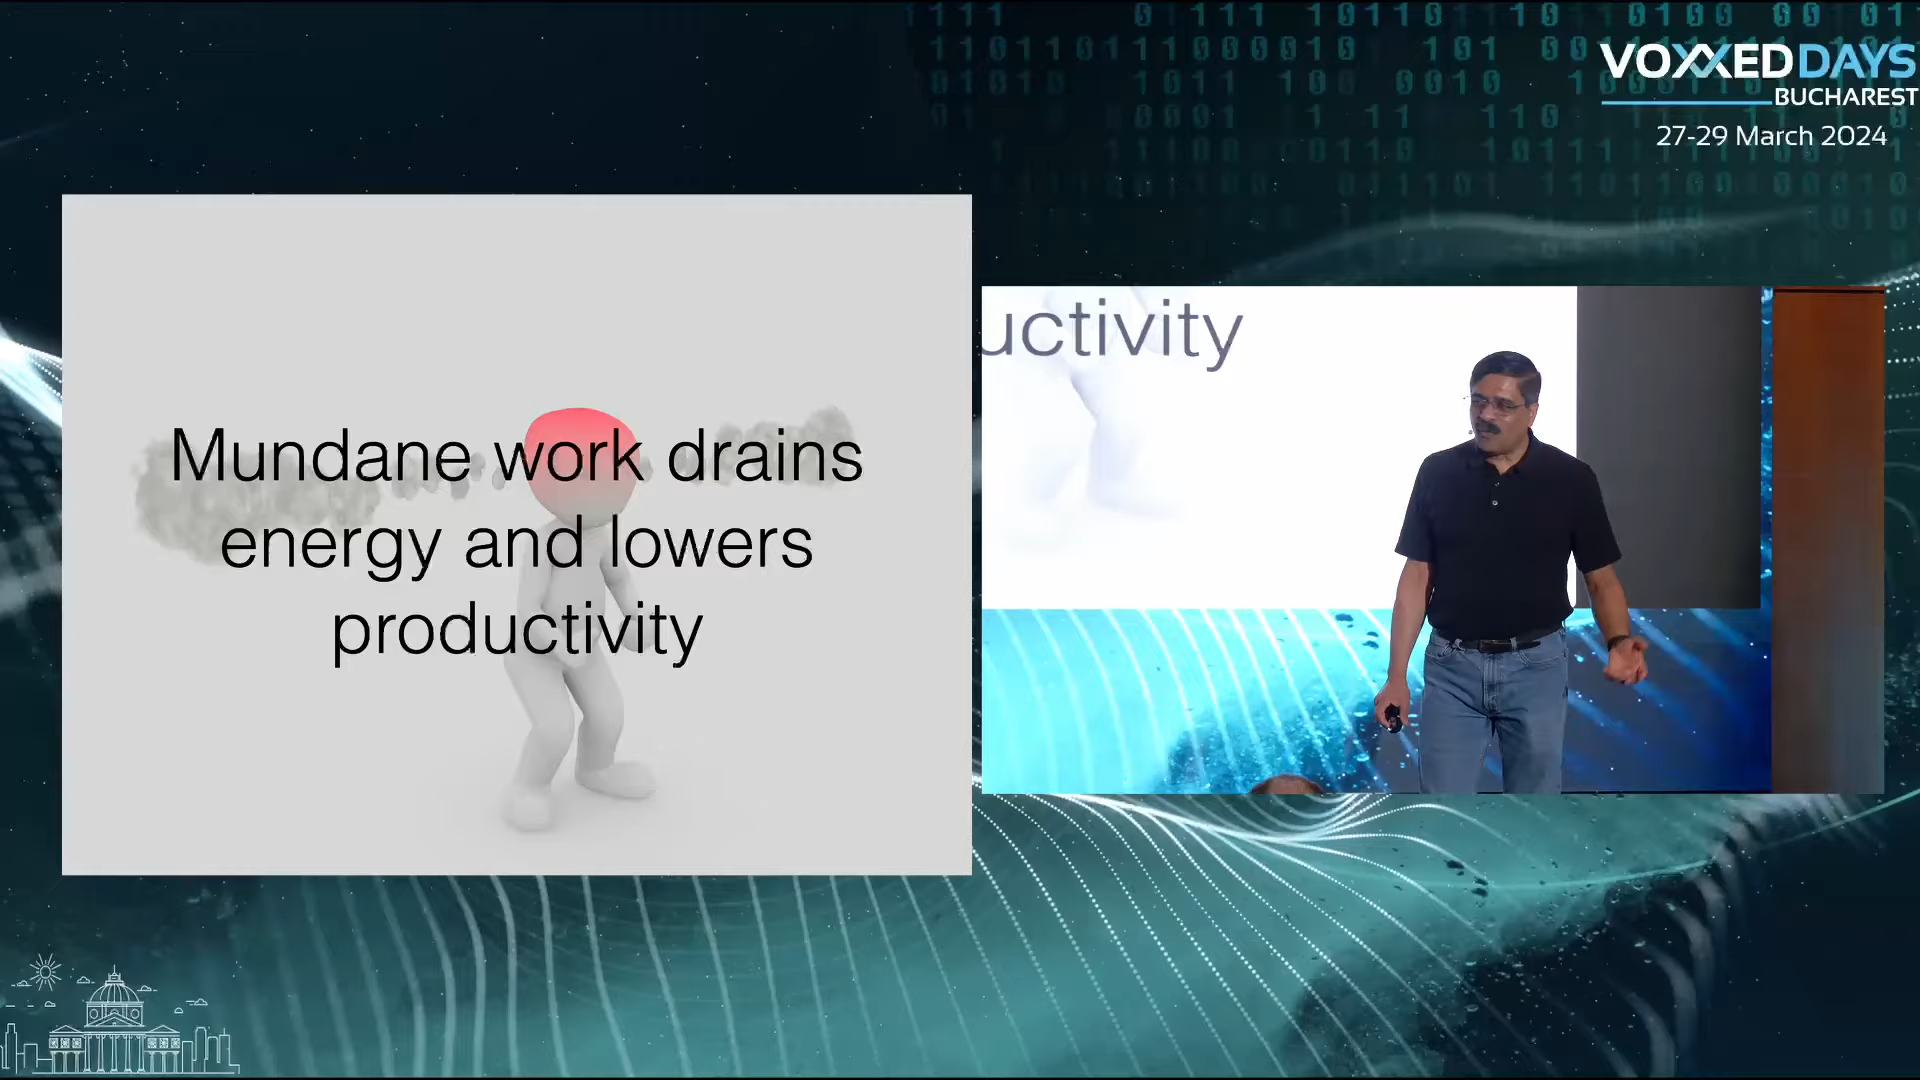 VOXXEDDAYS
BUCHAREST
27-29 March 2024
Mundane work drains
energy and lowers
productivity
uctivity